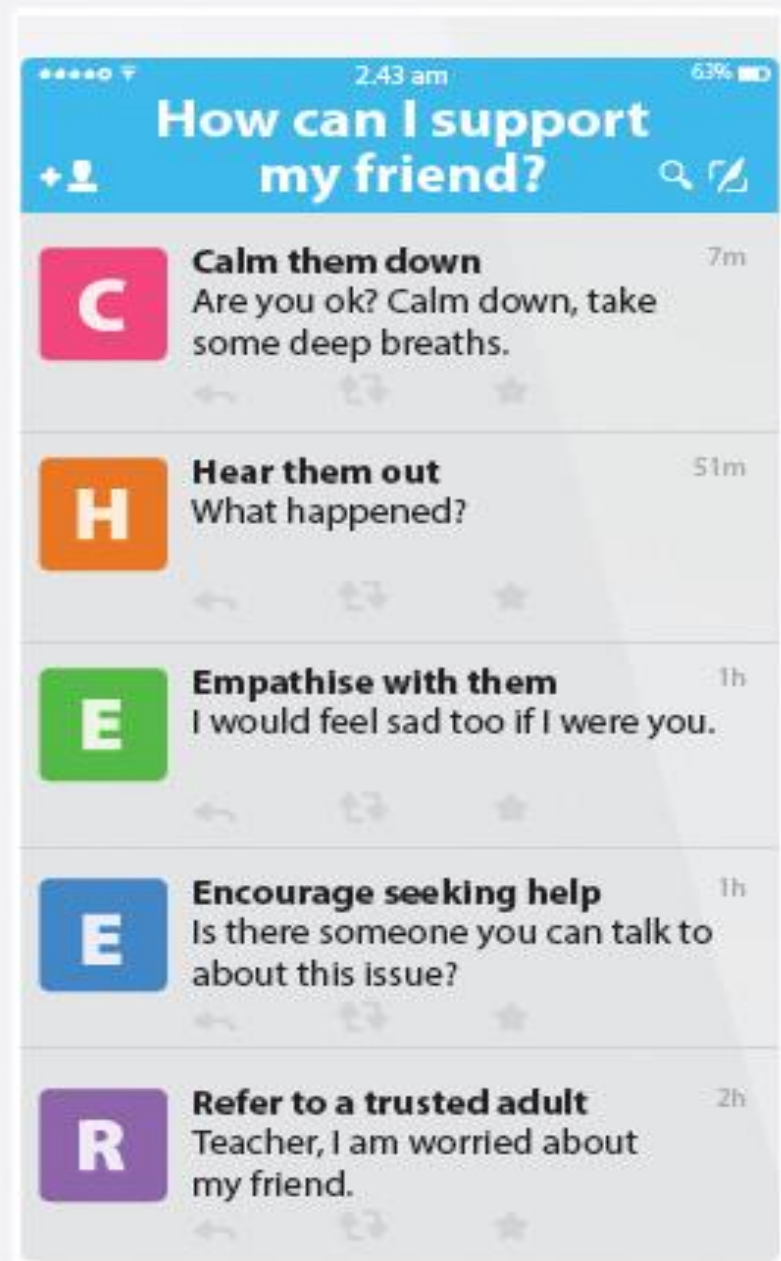 2.43 am
63%
How can I support
my friend?
C
Calm them down
7m
Are you ok? Calm down, take
some deep breaths.
H
Hear them out
51m
What happened?
E
Empathise with them
1h
I would feel sad too if I were you.
E
Encourage seeking help
1h
Is there someone you can talk to
about this issue?
R
Refer to a trusted adult
2h
Teacher, I am worried about
my friend.